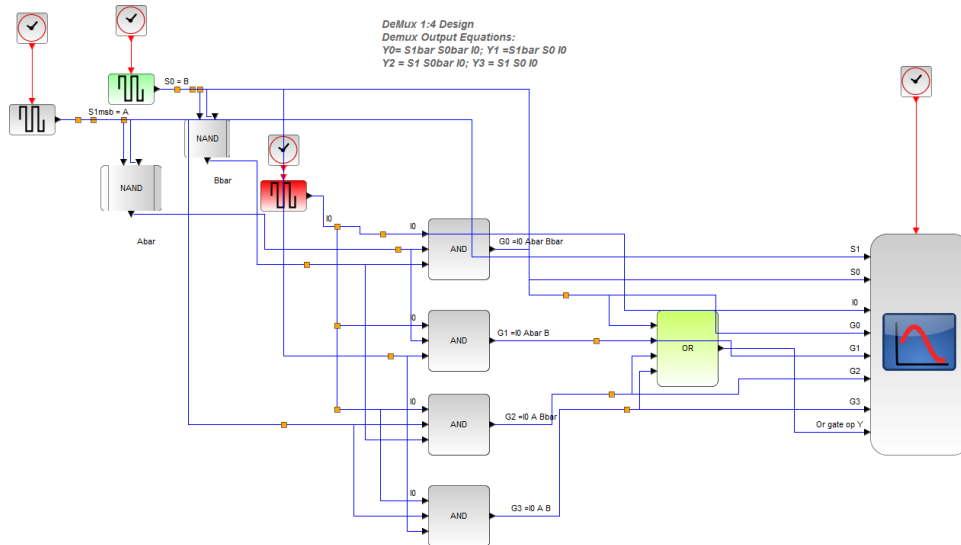 DeMux 1:4 Design
Demux Output Equations:
Y0= S1bar S0bar I0; Y1 =S1bar S0 I0
Y2 = S1 S0bar I0; Y3 = S1 S0 I0
S0 = B
S1msb = A
NAND
Bbar
NAND
Abar
I0
I0
AND
G0 =I0 Abar Bbar
I0
AND
G1 =I0 Abar B
I0
AND
G2 =I0 A Bbar
I0
AND
G3 =I0 A B
OR
S1
S0
I0
G0
G1
G2
G3
Or gate op Y